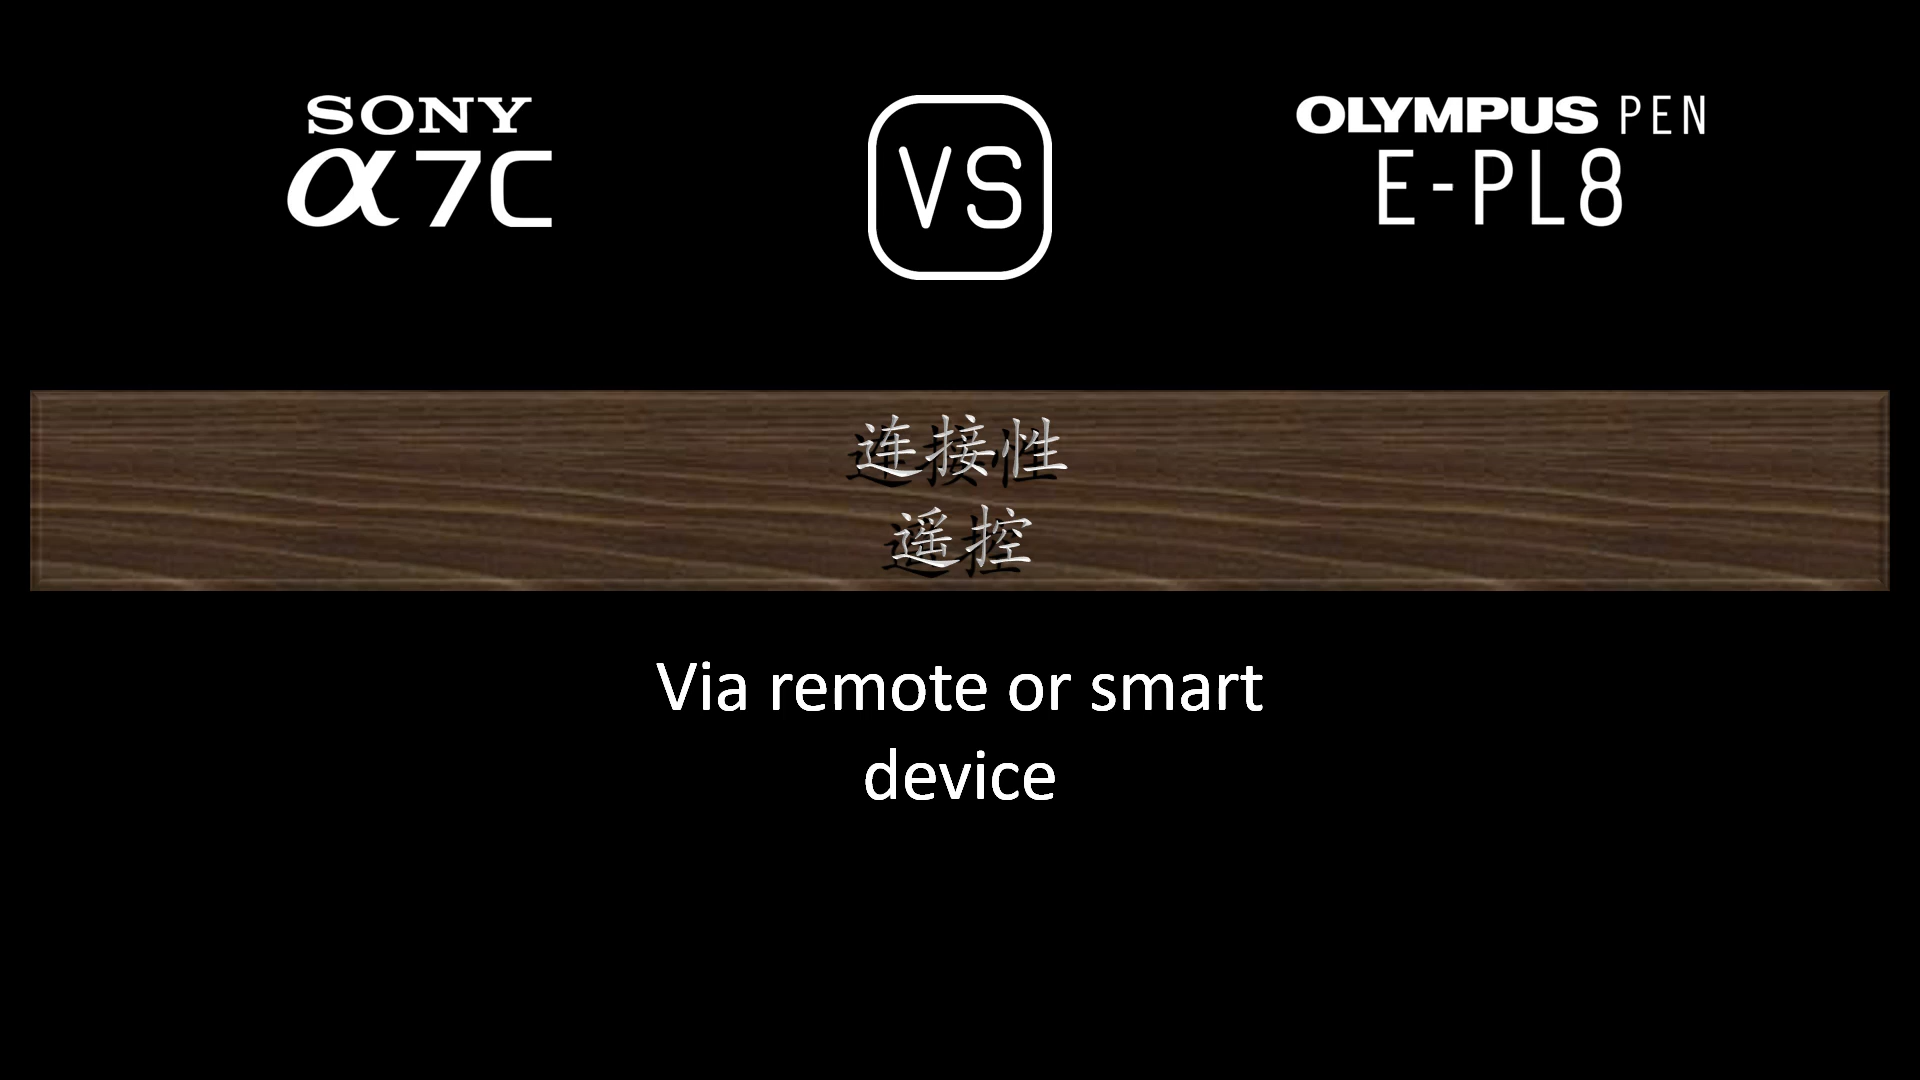 SONY
α7C
VS
OLYMPUS PEN
E-PL8
连接性
遥控
Via remote or smart
device